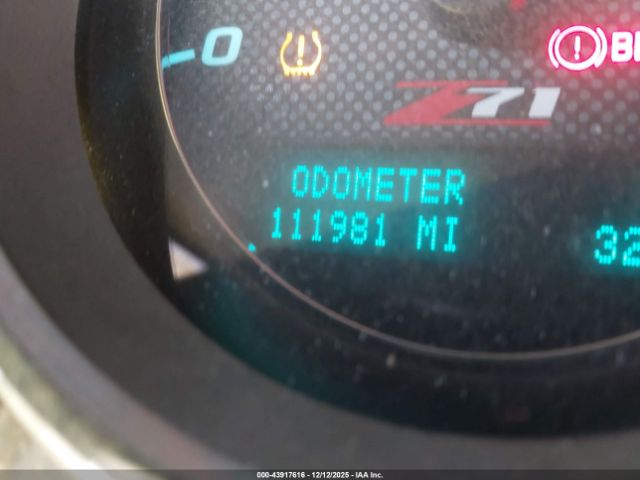 0
Z71
ODOMETER
111981 MI
32
000-43917616 - 12/12/2025 - IAA Inc.